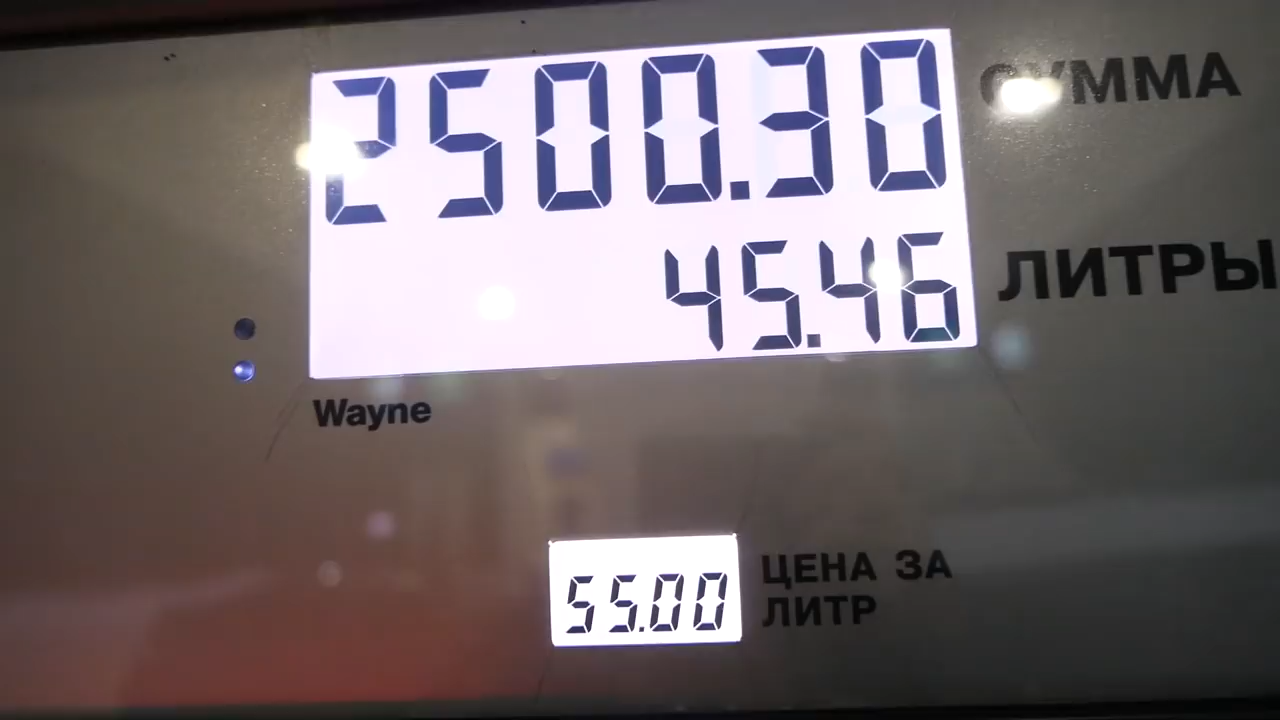 2500.30 СУММА
45.46 ЛИТРЫ
Wayne
55.00 ЦЕНА ЗА
ЛИТР